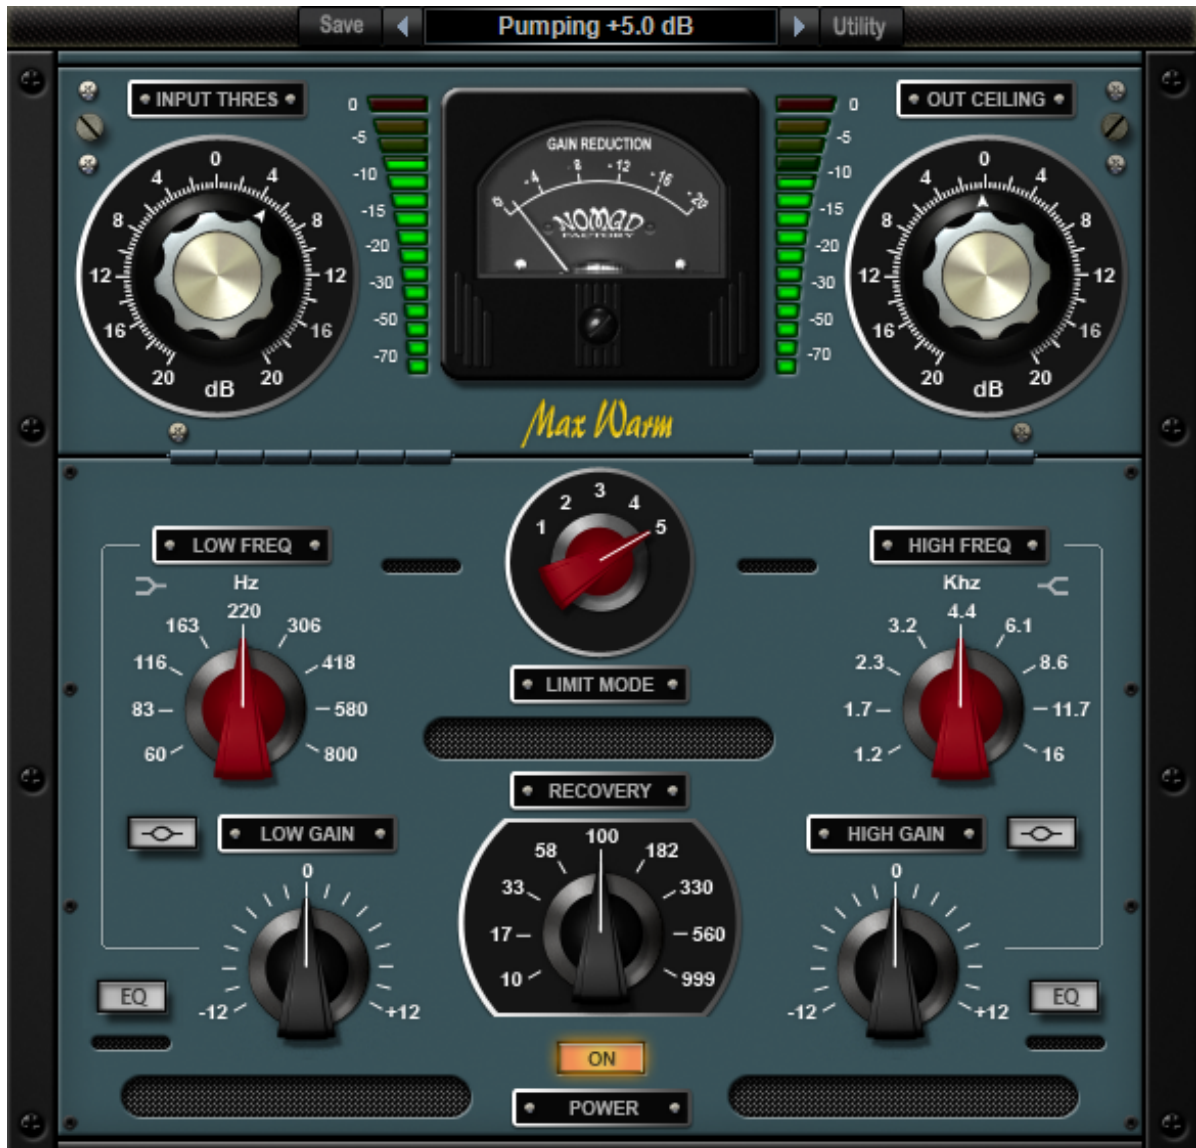 Save
Pumping +5.0 dB
Utility
INPUT THRES
OUT CEILING
20 16 12 8 4 0 4 8 12 16 20
dB
0
-5
-10
-15
-20
-30
-50
-70
GAIN REDUCTION
0 -4 -8 -12 -16 -20
NOMAD
FACTORY
0
-5
-10
-15
-20
-30
-50
-70
20 16 12 8 4 0 4 8 12 16 20
dB
Max Warm
1 2 3 4 5
LIMIT MODE
LOW FREQ
Hz
60 83 116 163 220 306 418 580 800
HIGH FREQ
Khz
1.2 1.7 2.3 3.2 4.4 6.1 8.6 11.7 16
RECOVERY
10 17 33 58 100 182 330 560 999
LOW GAIN
-12 0 +12
HIGH GAIN
-12 0 +12
EQ
EQ
ON
POWER